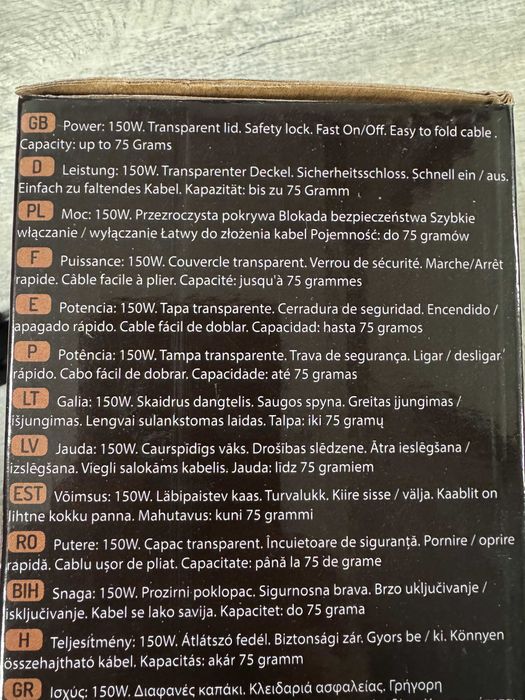 GB Power: 150W. Transparent lid. Safety lock. Fast On/Off. Easy to fold cable .
Capacity: up to 75 Grams
D Leistung: 150W. Transparenter Deckel. Sicherheitsschloss. Schnell ein / aus.
Einfach zu faltendes Kabel. Kapazität: bis zu 75 Gramm
PL Moc: 150W. Przezroczysta pokrywa Blokada bezpieczeństwa Szybkie
włączanie / wyłączanie Łatwy do złożenia kabel Pojemność: do 75 gramów
F Puissance: 150W. Couvercle transparent. Verrou de sécurité. Marche/Arrêt
rapide. Câble facile à plier. Capacité: jusqu'à 75 grammes
E Potencia: 150W. Tapa transparente. Cerradura de seguridad. Encendido /
apagado rápido. Cable fácil de doblar. Capacidad: hasta 75 gramos
P Potência: 150W. Tampa transparente. Trava de segurança. Ligar / desligar
rápido. Cabo fácil de dobrar. Capacidade: até 75 gramas
LT Galia: 150W. Skaidrus dangtelis. Saugos spyna. Greitas įjungimas /
išjungimas. Lengvai sulankstomas laidas. Talpa: iki 75 gramų
LV Jauda: 150W. Caurspīdīgs vāks. Drošības slēdzene. Ātra ieslēgšana /
izslēgšana. Viegli salokāms kabelis. Jauda: līdz 75 gramiem
EST Võimsus: 150W. Läbipaistev kaas. Turvalukk. Kiire sisse / välja. Kaablit on
lihtne kokku panna. Mahutavus: kuni 75 grammi
RO Putere: 150W. Capac transparent. Încuietoare de siguranță. Pornire / oprire
rapidă. Cablu ușor de pliat. Capacitate: până la 75 de grame
BIH Snaga: 150W. Prozirni poklopac. Sigurnosna brava. Brzo uključivanje /
isključivanje. Kabel se lako savija. Kapacitet: do 75 grama
H Teljesítmény: 150W. Átlátszó fedél. Biztonsági zár. Gyors be / ki. Könnyen
összehajtható kábel. Kapacitás: akár 75 gramm
GR Ισχύς: 150W. Διαφανές καπάκι. Κλειδαριά ασφαλείας. Γρήγορη